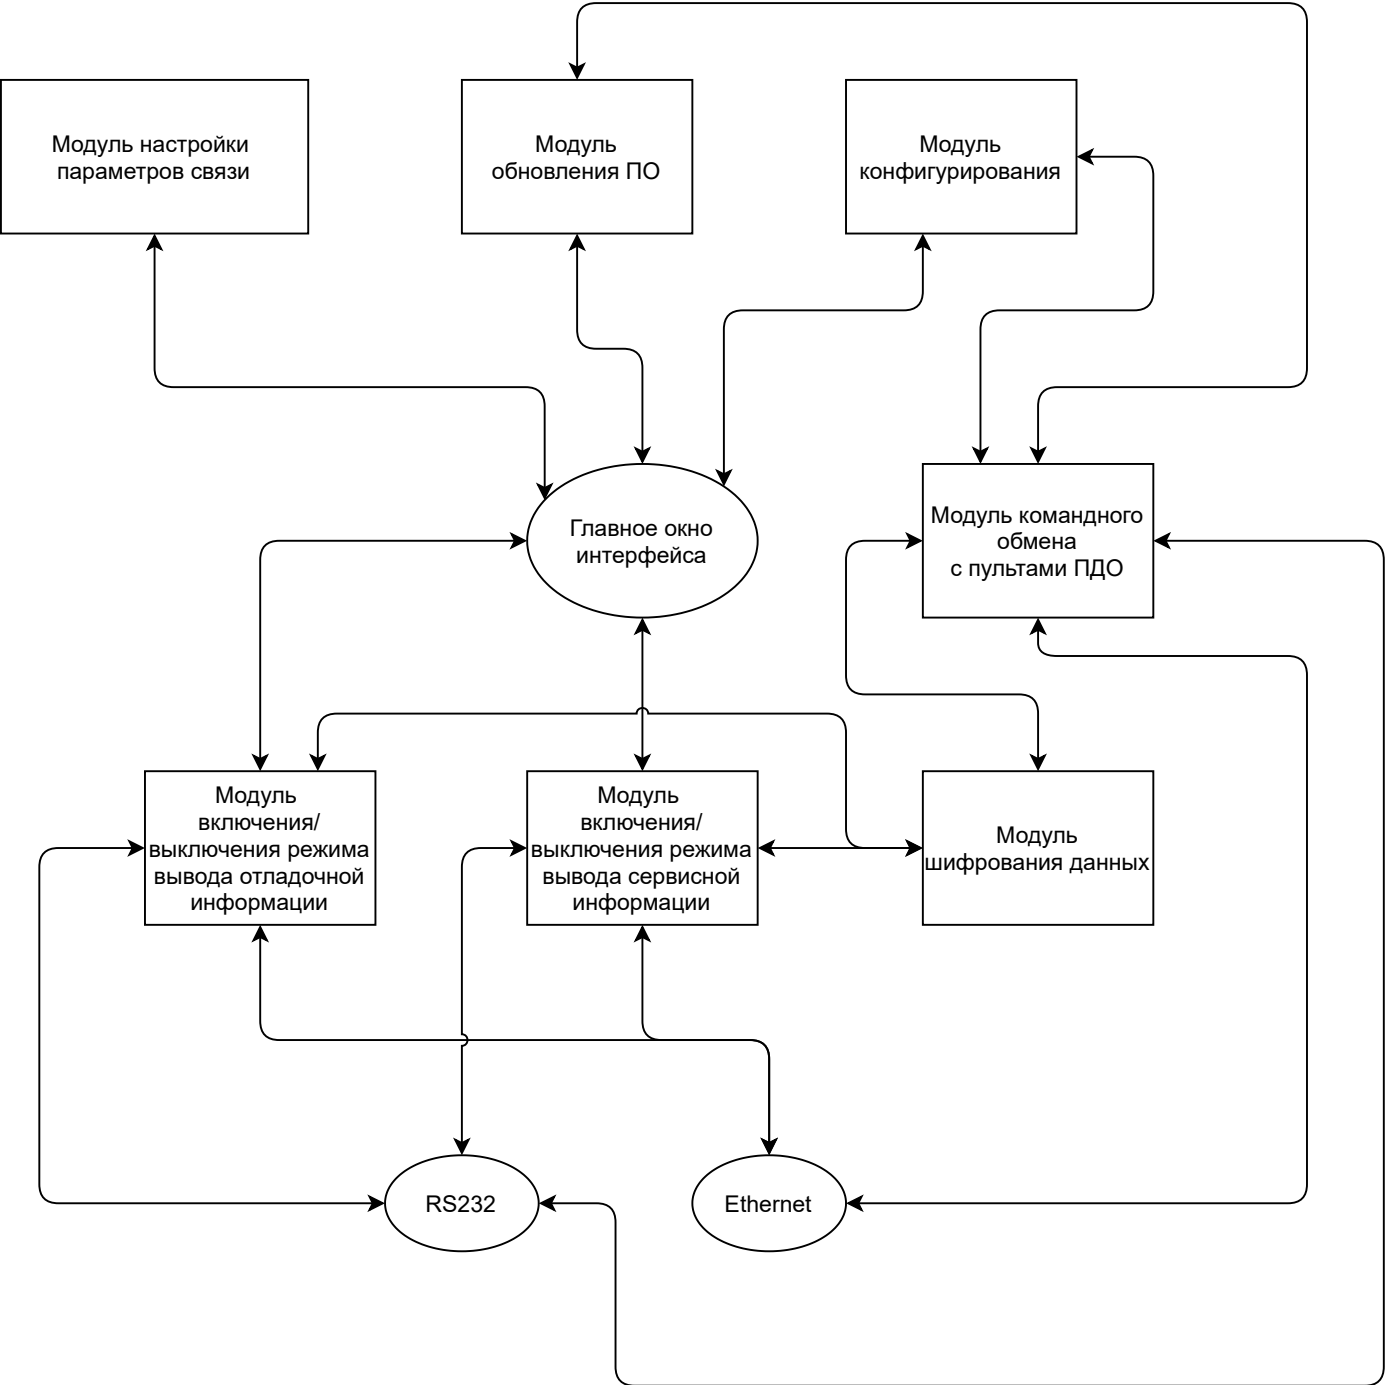 Модуль настройки
параметров связи
Модуль
обновления ПО
Модуль
конфигурирования
Главное окно
интерфейса
Модуль командного
обмена
с пультами ПДО
Модуль
включения/
выключения режима
вывода отладочной
информации
Модуль
включения/
выключения режима
вывода сервисной
информации
Модуль
шифрования данных
RS232
Ethernet